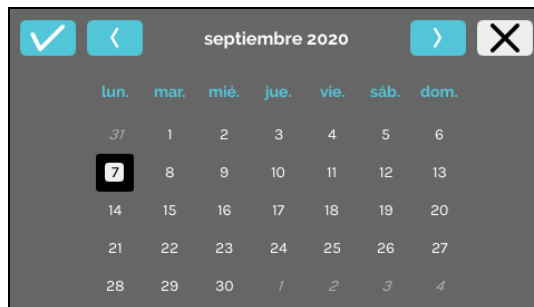 septiembre 2020
lun. mar. mié. jue. vie. sáb. dom.
31 1 2 3 4 5 6
7 8 9 10 11 12 13
14 15 16 17 18 19 20
21 22 23 24 25 26 27
28 29 30 1 2 3 4